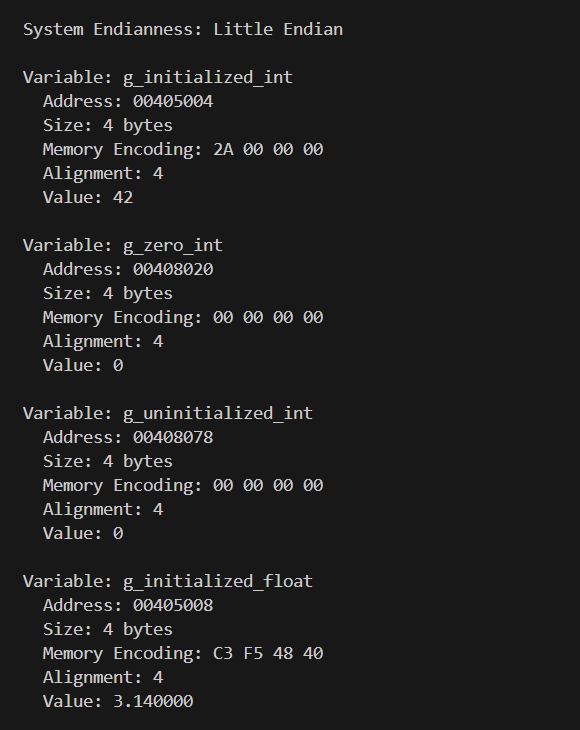 System Endianness: Little Endian
Variable: g_initialized_int
Address: 00405004
Size: 4 bytes
Memory Encoding: 2A 00 00 00
Alignment: 4
Value: 42
Variable: g_zero_int
Address: 00408020
Size: 4 bytes
Memory Encoding: 00 00 00 00
Alignment: 4
Value: 0
Variable: g_uninitialized_int
Address: 00408078
Size: 4 bytes
Memory Encoding: 00 00 00 00
Alignment: 4
Value: 0
Variable: g_initialized_float
Address: 00405008
Size: 4 bytes
Memory Encoding: C3 F5 48 40
Alignment: 4
Value: 3.140000